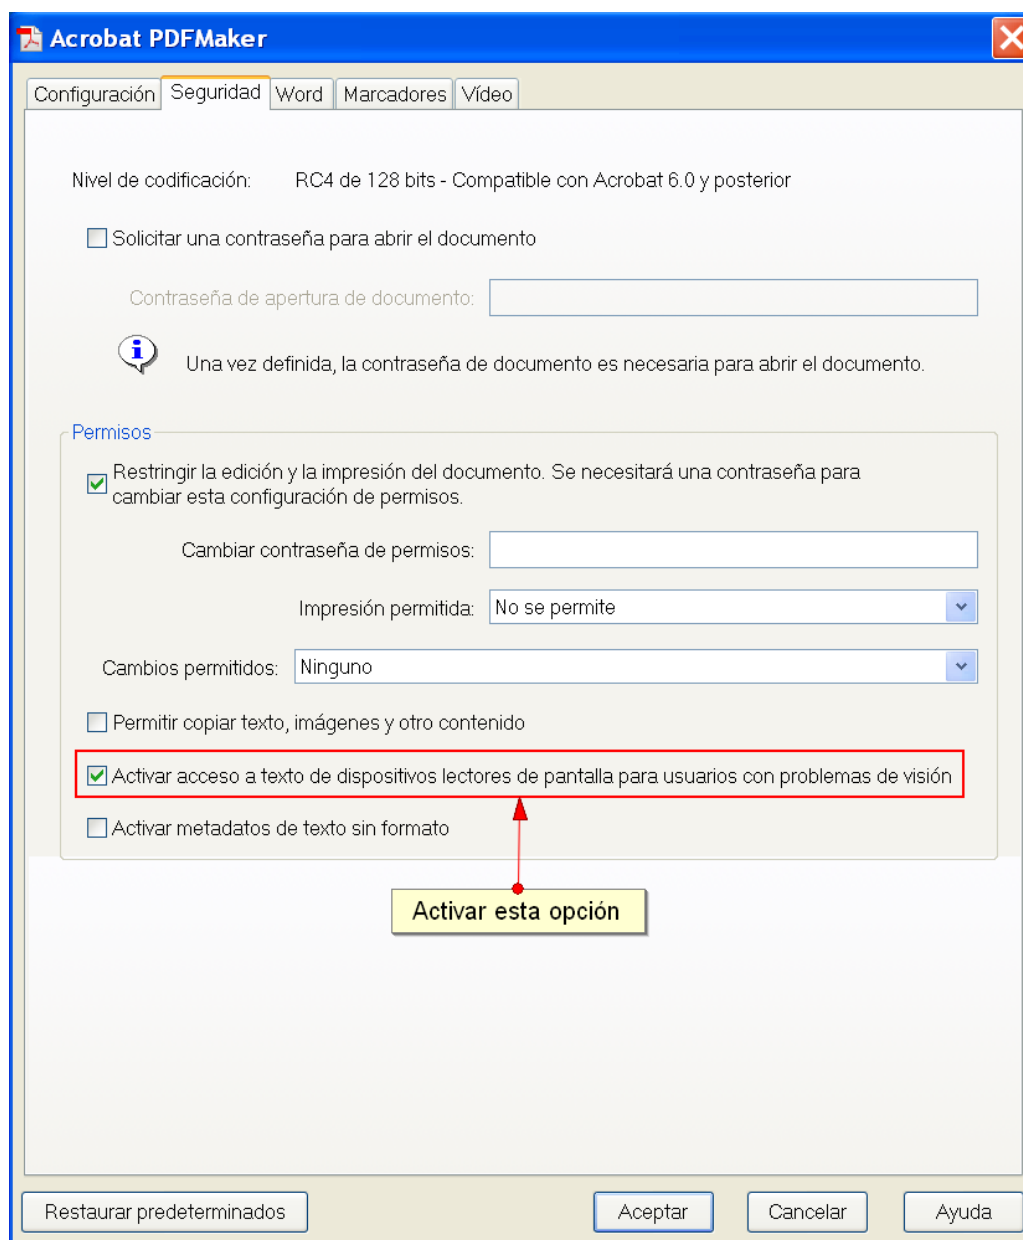 Acrobat PDFMaker
Configuración Seguridad Word Marcadores Vídeo
Nivel de codificación: RC4 de 128 bits - Compatible con Acrobat 6.0 y posterior
Solicitar una contraseña para abrir el documento
Contraseña de apertura de documento:
Una vez definida, la contraseña de documento es necesaria para abrir el documento.
Permisos
Restringir la edición y la impresión del documento. Se necesitará una contraseña para
cambiar esta configuración de permisos.
Cambiar contraseña de permisos:
Impresión permitida: No se permite
Cambios permitidos: Ninguno
Permitir copiar texto, imágenes y otro contenido
Activar acceso a texto de dispositivos lectores de pantalla para usuarios con problemas de visión
Activar metadatos de texto sin formato
Activar esta opción
Restaurar predeterminados Aceptar Cancelar Ayuda